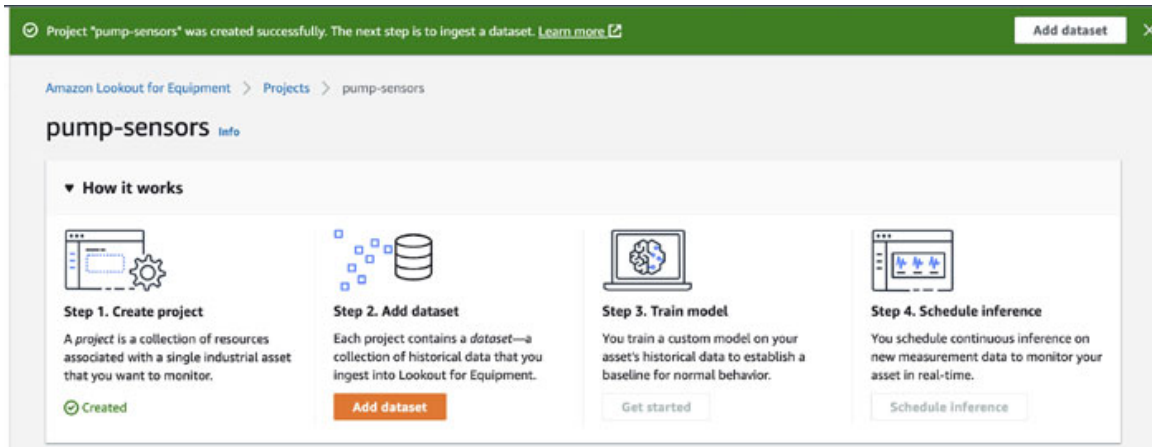 Project "pump-sensors" was created successfully. The next step is to ingest a dataset. Learn more
Add dataset
Amazon Lookout for Equipment > Projects > pump-sensors
pump-sensors Info
▼ How it works
Step 1. Create project
A project is a collection of resources
associated with a single industrial asset
that you want to monitor.
Created
Step 2. Add dataset
Each project contains a dataset—a
collection of historical data that you
ingest into Lookout for Equipment.
Add dataset
Step 3. Train model
You train a custom model on your
asset's historical data to establish a
baseline for normal behavior.
Get started
Step 4. Schedule inference
You schedule continuous inference on
new measurement data to monitor your
asset in real-time.
Schedule inference